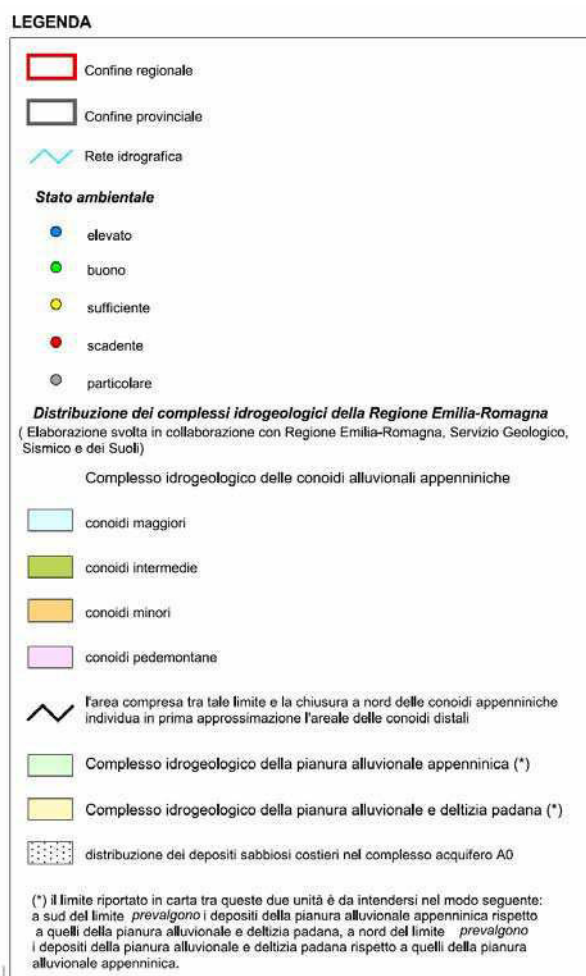 LEGENDA
Confine regionale
Confine provinciale
Rete idrografica
Stato ambientale
elevato
buono
sufficiente
scadente
particolare
Distribuzione dei complessi idrogeologici della Regione Emilia-Romagna
( Elaborazione svolta in collaborazione con Regione Emilia-Romagna, Servizio Geologico,
Sismico e dei Suoli)
Complesso idrogeologico delle conoidi alluvionali appenniniche
conoidi maggiori
conoidi intermedie
conoidi minori
conoidi pedemontane
l'area compresa tra tale limite e la chiusura a nord delle conoidi appenniniche
individua in prima approssimazione l'areale delle conoidi distali
Complesso idrogeologico della pianura alluvionale appenninica (*)
Complesso idrogeologico della pianura alluvionale e deltizia padana (*)
distribuzione dei depositi sabbiosi costieri nel complesso acquifero A0
(*) il limite riportato in carta tra queste due unità è da intendersi nel modo seguente:
a sud del limite prevalgono i depositi della pianura alluvionale appenninica rispetto
a quelli della pianura alluvionale e deltizia padana, a nord del limite prevalgono
i depositi della pianura alluvionale e deltizia padana rispetto a quelli della pianura
alluvionale appenninica.